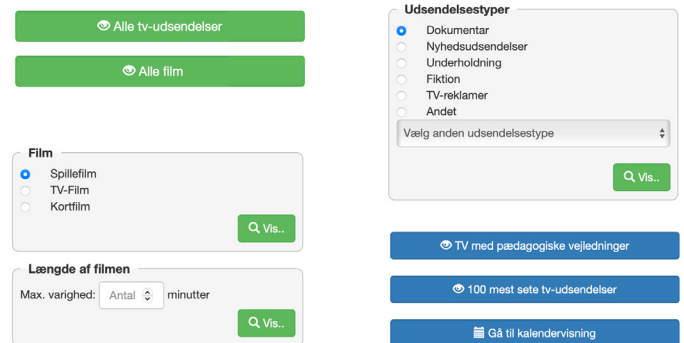 Alle tv-udsendelser
Alle film
Film
Spillefilm
TV-Film
Kortfilm
Vis..
Længde af filmen
Max. varighed: Antal minutter
Vis..
Udsendelsestyper
Dokumentar
Nyhedsudsendelser
Underholdning
Fiktion
TV-reklamer
Andet
Vælg anden udsendelsestype
Vis..
TV med pædagogiske vejledninger
100 mest sete tv-udsendelser
Gå til kalendervisning